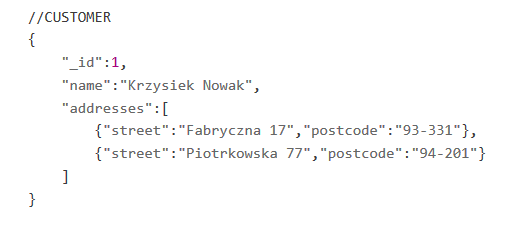 //CUSTOMER
{
    "_id":1,
    "name":"Krzysiek Nowak",
    "addresses":[
        {"street":"Fabryczna 17","postcode":"93-331"},
        {"street":"Piotrkowska 77","postcode":"94-201"}
    ]
}